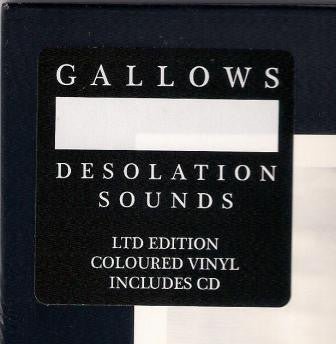 GALLOWS
DESOLATION
SOUNDS
LTD EDITION
COLOURED VINYL
INCLUDES CD